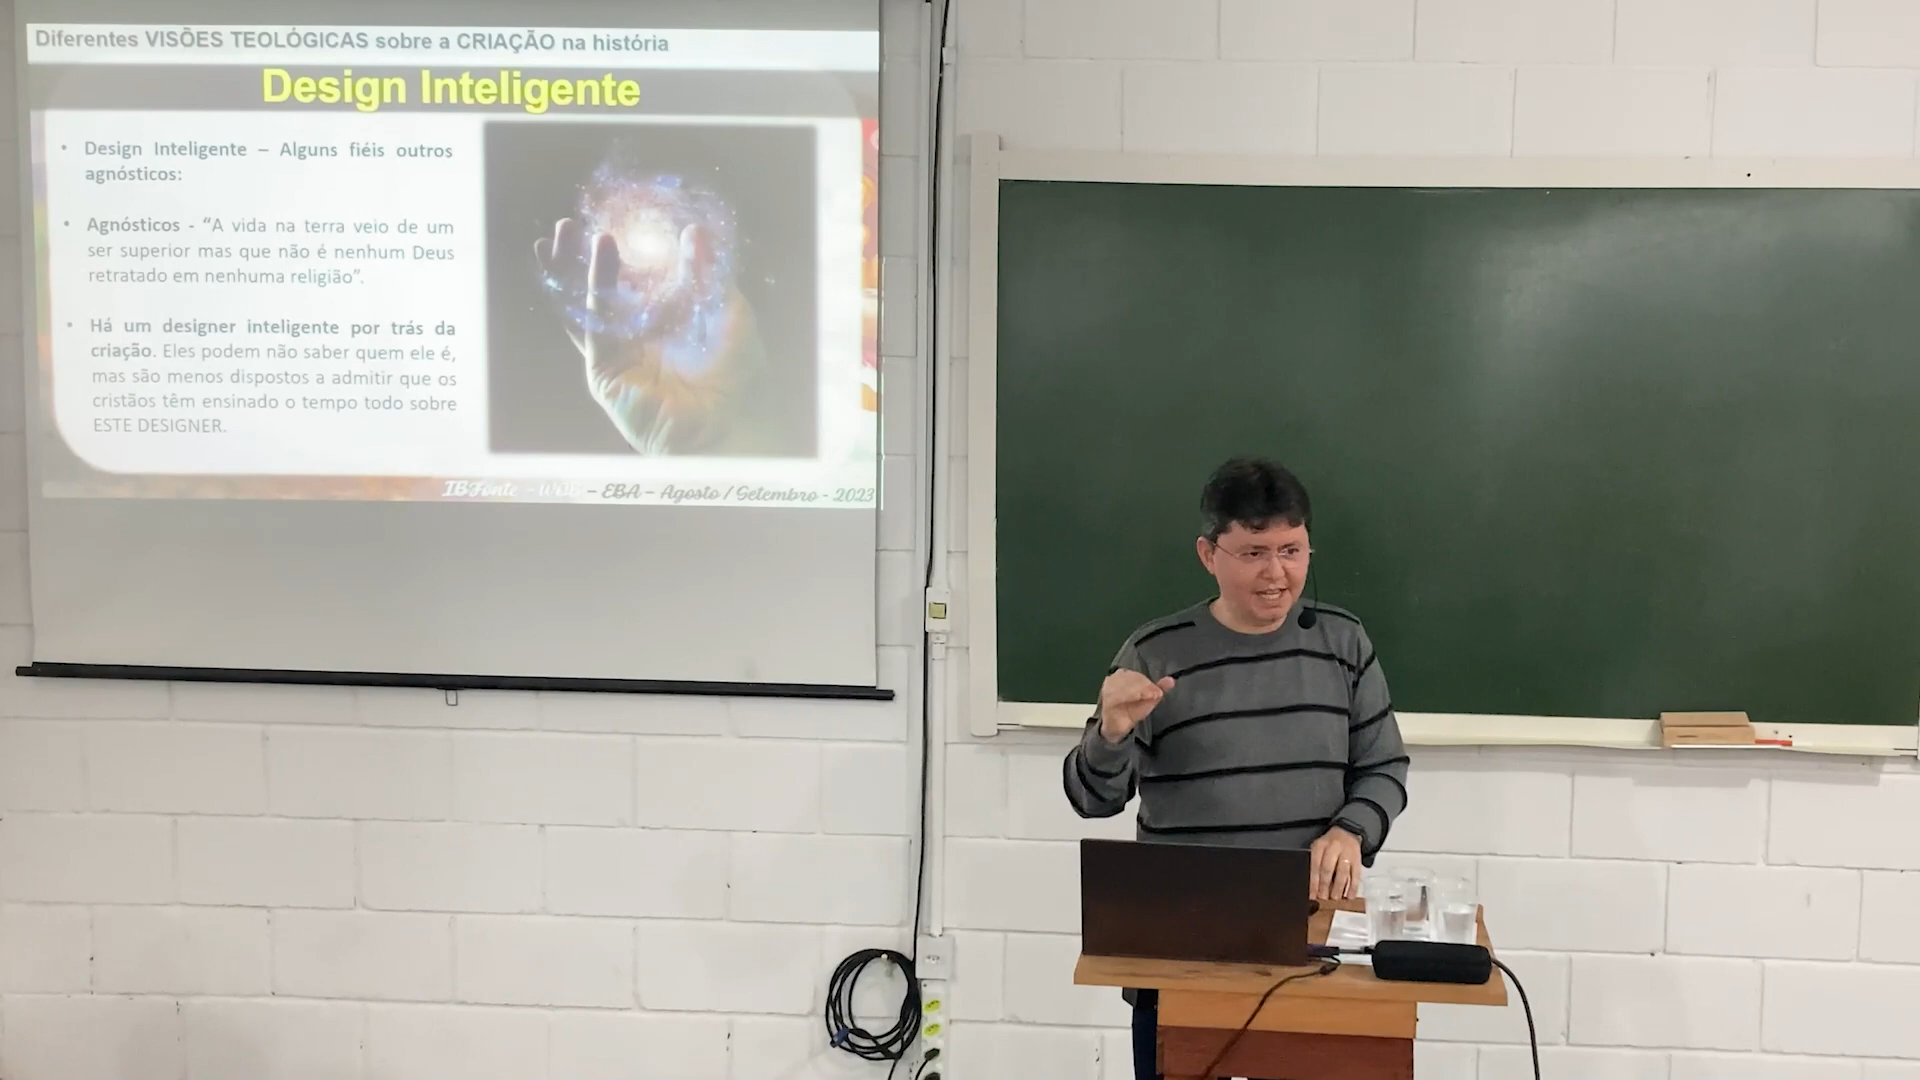 Diferentes VISÕES TEOLÓGICAS sobre a CRIAÇÃO na história
Design Inteligente
• Design Inteligente – Alguns fiéis outros
agnósticos:
• Agnósticos - “A vida na terra veio de um
ser superior mas que não é nenhum Deus
retratado em nenhuma religião”.
• Há um designer inteligente por trás da
criação. Eles podem não saber quem ele é,
mas são menos dispostos a admitir que os
cristãos têm ensinado o tempo todo sobre
ESTE DESIGNER.
IBFonte - – EBA – Agosto / Setembro - 2023